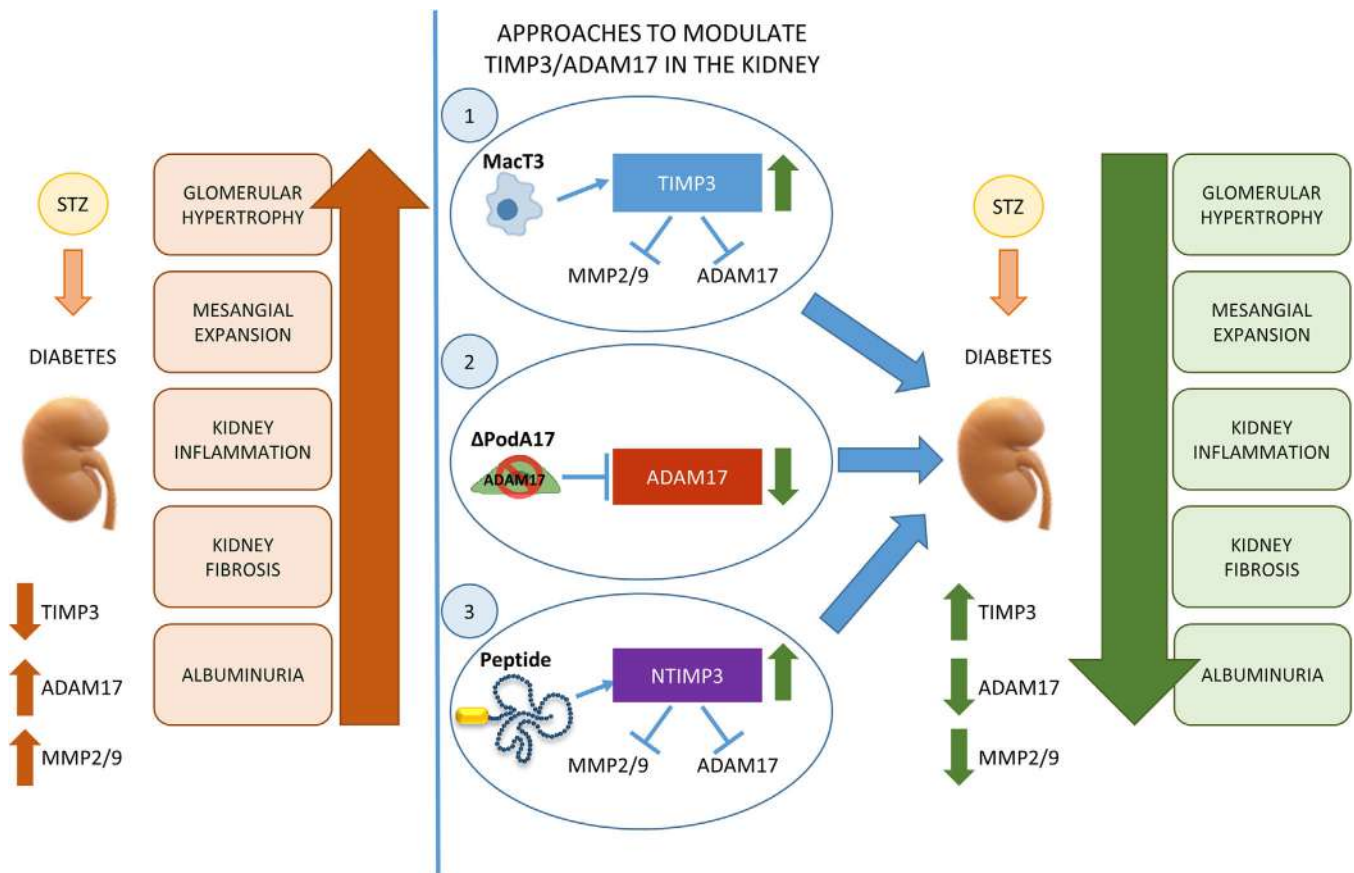 APPROACHES TO MODULATE
TIMP3/ADAM17 IN THE KIDNEY
STZ
DIABETES
TIMP3
ADAM17
MMP2/9
GLOMERULAR
HYPERTROPHY
MESANGIAL
EXPANSION
KIDNEY
INFLAMMATION
KIDNEY
FIBROSIS
ALBUMINURIA
1
MacT3
TIMP3
MMP2/9
ADAM17
2
ΔPodA17
ADAM17
ADAM17
3
Peptide
NTIMP3
MMP2/9
ADAM17
STZ
DIABETES
TIMP3
ADAM17
MMP2/9
GLOMERULAR
HYPERTROPHY
MESANGIAL
EXPANSION
KIDNEY
INFLAMMATION
KIDNEY
FIBROSIS
ALBUMINURIA